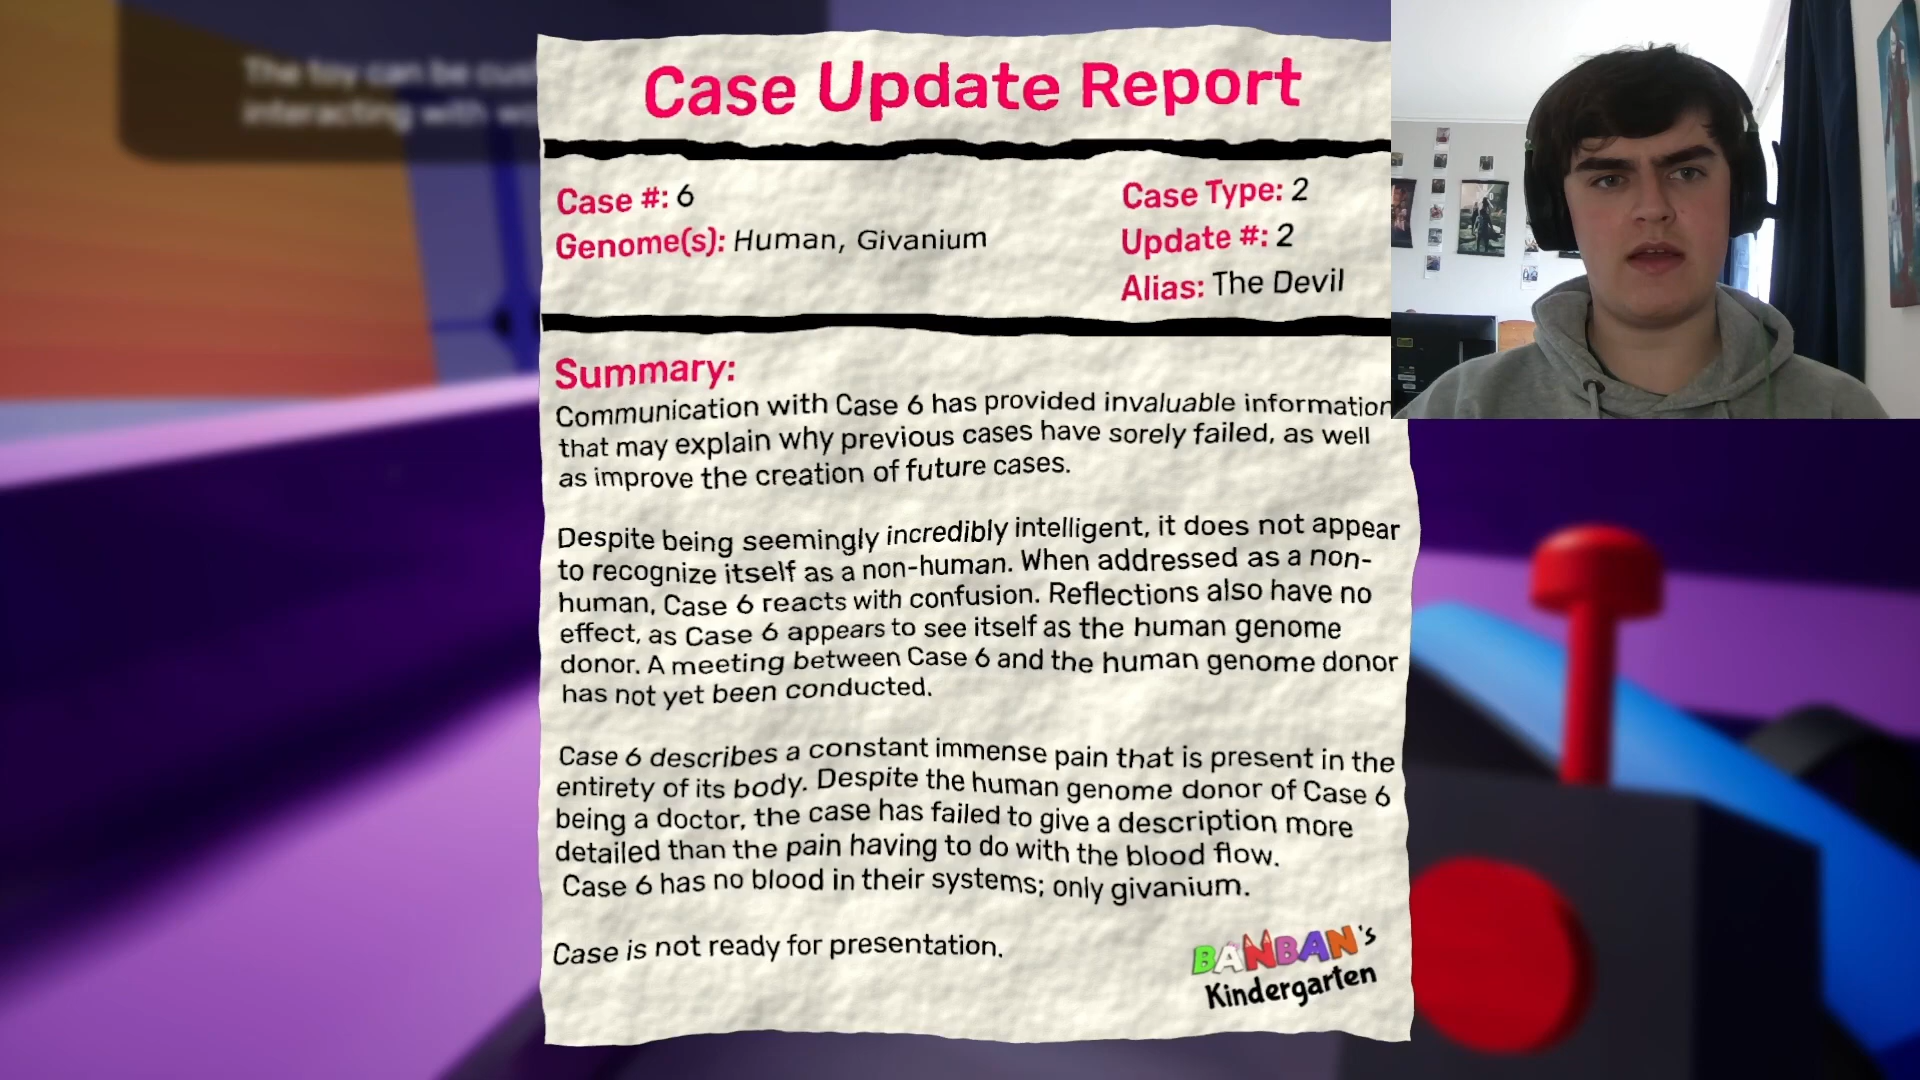 The toy can be
interacting with
Case Update Report
Case #: 6
Genome(s): Human, Givanium
Case Type: 2
Update #: 2
Alias: The Devil
Summary:
Communication with Case 6 has provided invaluable information
that may explain why previous cases have sorely failed, as well
as improve the creation of future cases.
Despite being seemingly incredibly intelligent, it does not appear
to recognize itself as a non-human. When addressed as a non-
human, Case 6 reacts with confusion. Reflections also have no
effect, as Case 6 appears to see itself as the human genome
donor. A meeting between Case 6 and the human genome donor
has not yet been conducted.
Case 6 describes a constant immense pain that is present in the
entirety of its body. Despite the human genome donor of Case 6
being a doctor, the case has failed to give a description more
detailed than the pain having to do with the blood flow.
Case 6 has no blood in their systems; only givanium.
Case is not ready for presentation.
BANBAN's
Kindergarten